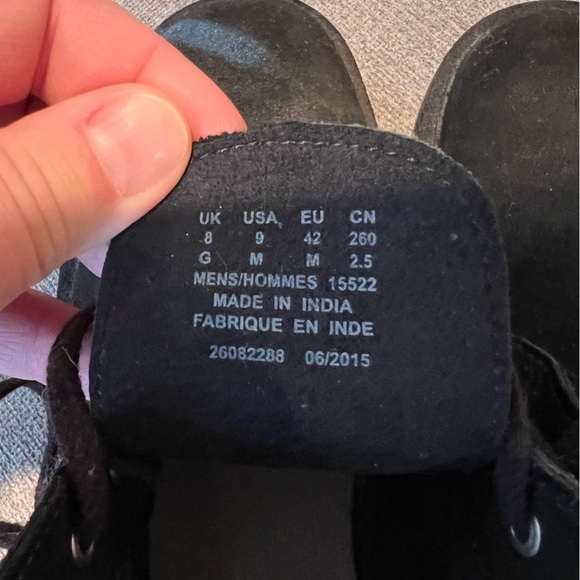 UK USA EU CN
8 9 42 260
G M M 2.5
MENS/HOMMES 15522
MADE IN INDIA
FABRIQUE EN INDE
26082288 06/2015